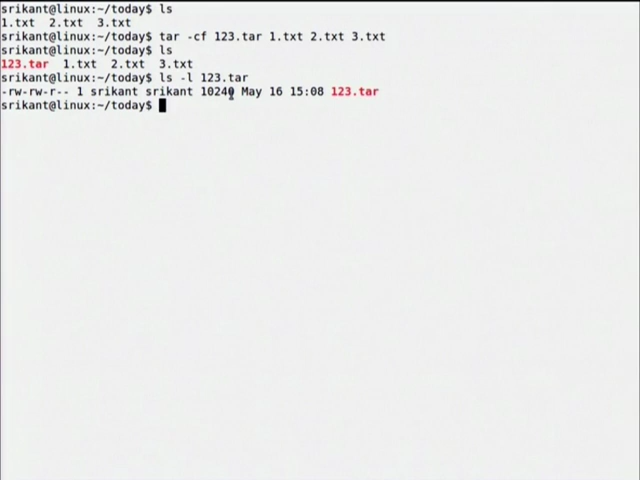 srikant@linux:~/today$ ls
1.txt  2.txt  3.txt
srikant@linux:~/today$ tar -cf 123.tar 1.txt 2.txt 3.txt
srikant@linux:~/today$ ls
123.tar  1.txt  2.txt  3.txt
srikant@linux:~/today$ ls -l 123.tar
-rw-rw-r-- 1 srikant srikant 10240 May 16 15:08 123.tar
srikant@linux:~/today$